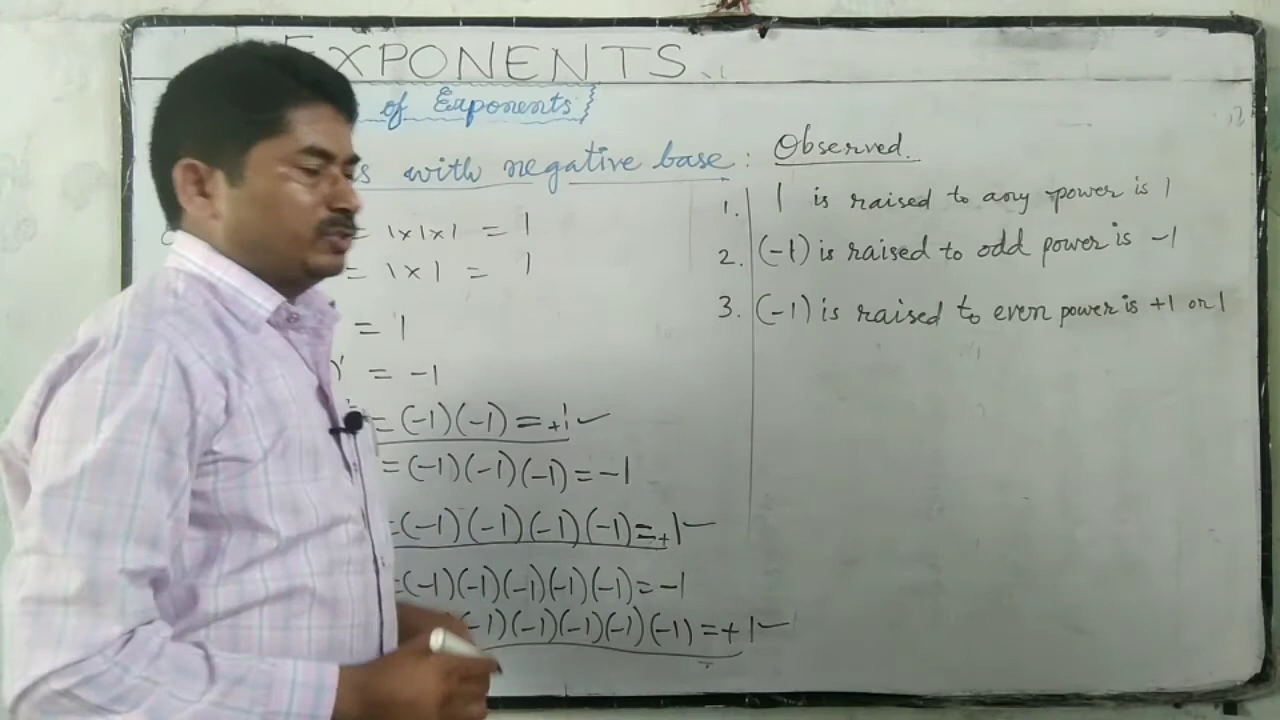 EXPONENTS
of Exponents}
with negative base :
= 1×1×1 = 1
= 1×1 = 1
= 1
)¹ = -1
= (-1)(-1) = +1
= (-1)(-1)(-1) = -1
= (-1)(-1)(-1)(-1) = +1
= (-1)(-1)(-1)(-1)(-1) = -1
-1)(-1)(-1)(-1)(-1) = +1
Observed.
1. 1 is raised to any power is 1
2. (-1) is raised to odd power is -1
3. (-1) is raised to even power is +1 or 1